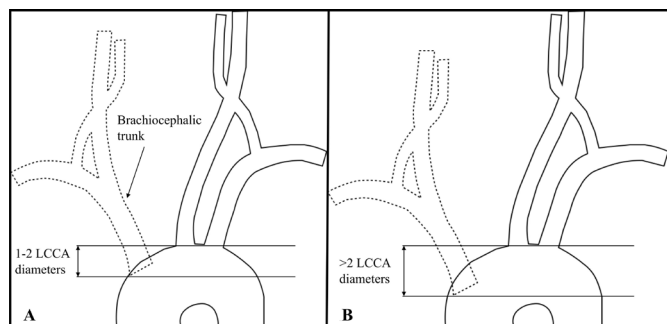 Brachiocephalic
trunk
1-2 LCCA
diameters
A
>2 LCCA
diameters
B